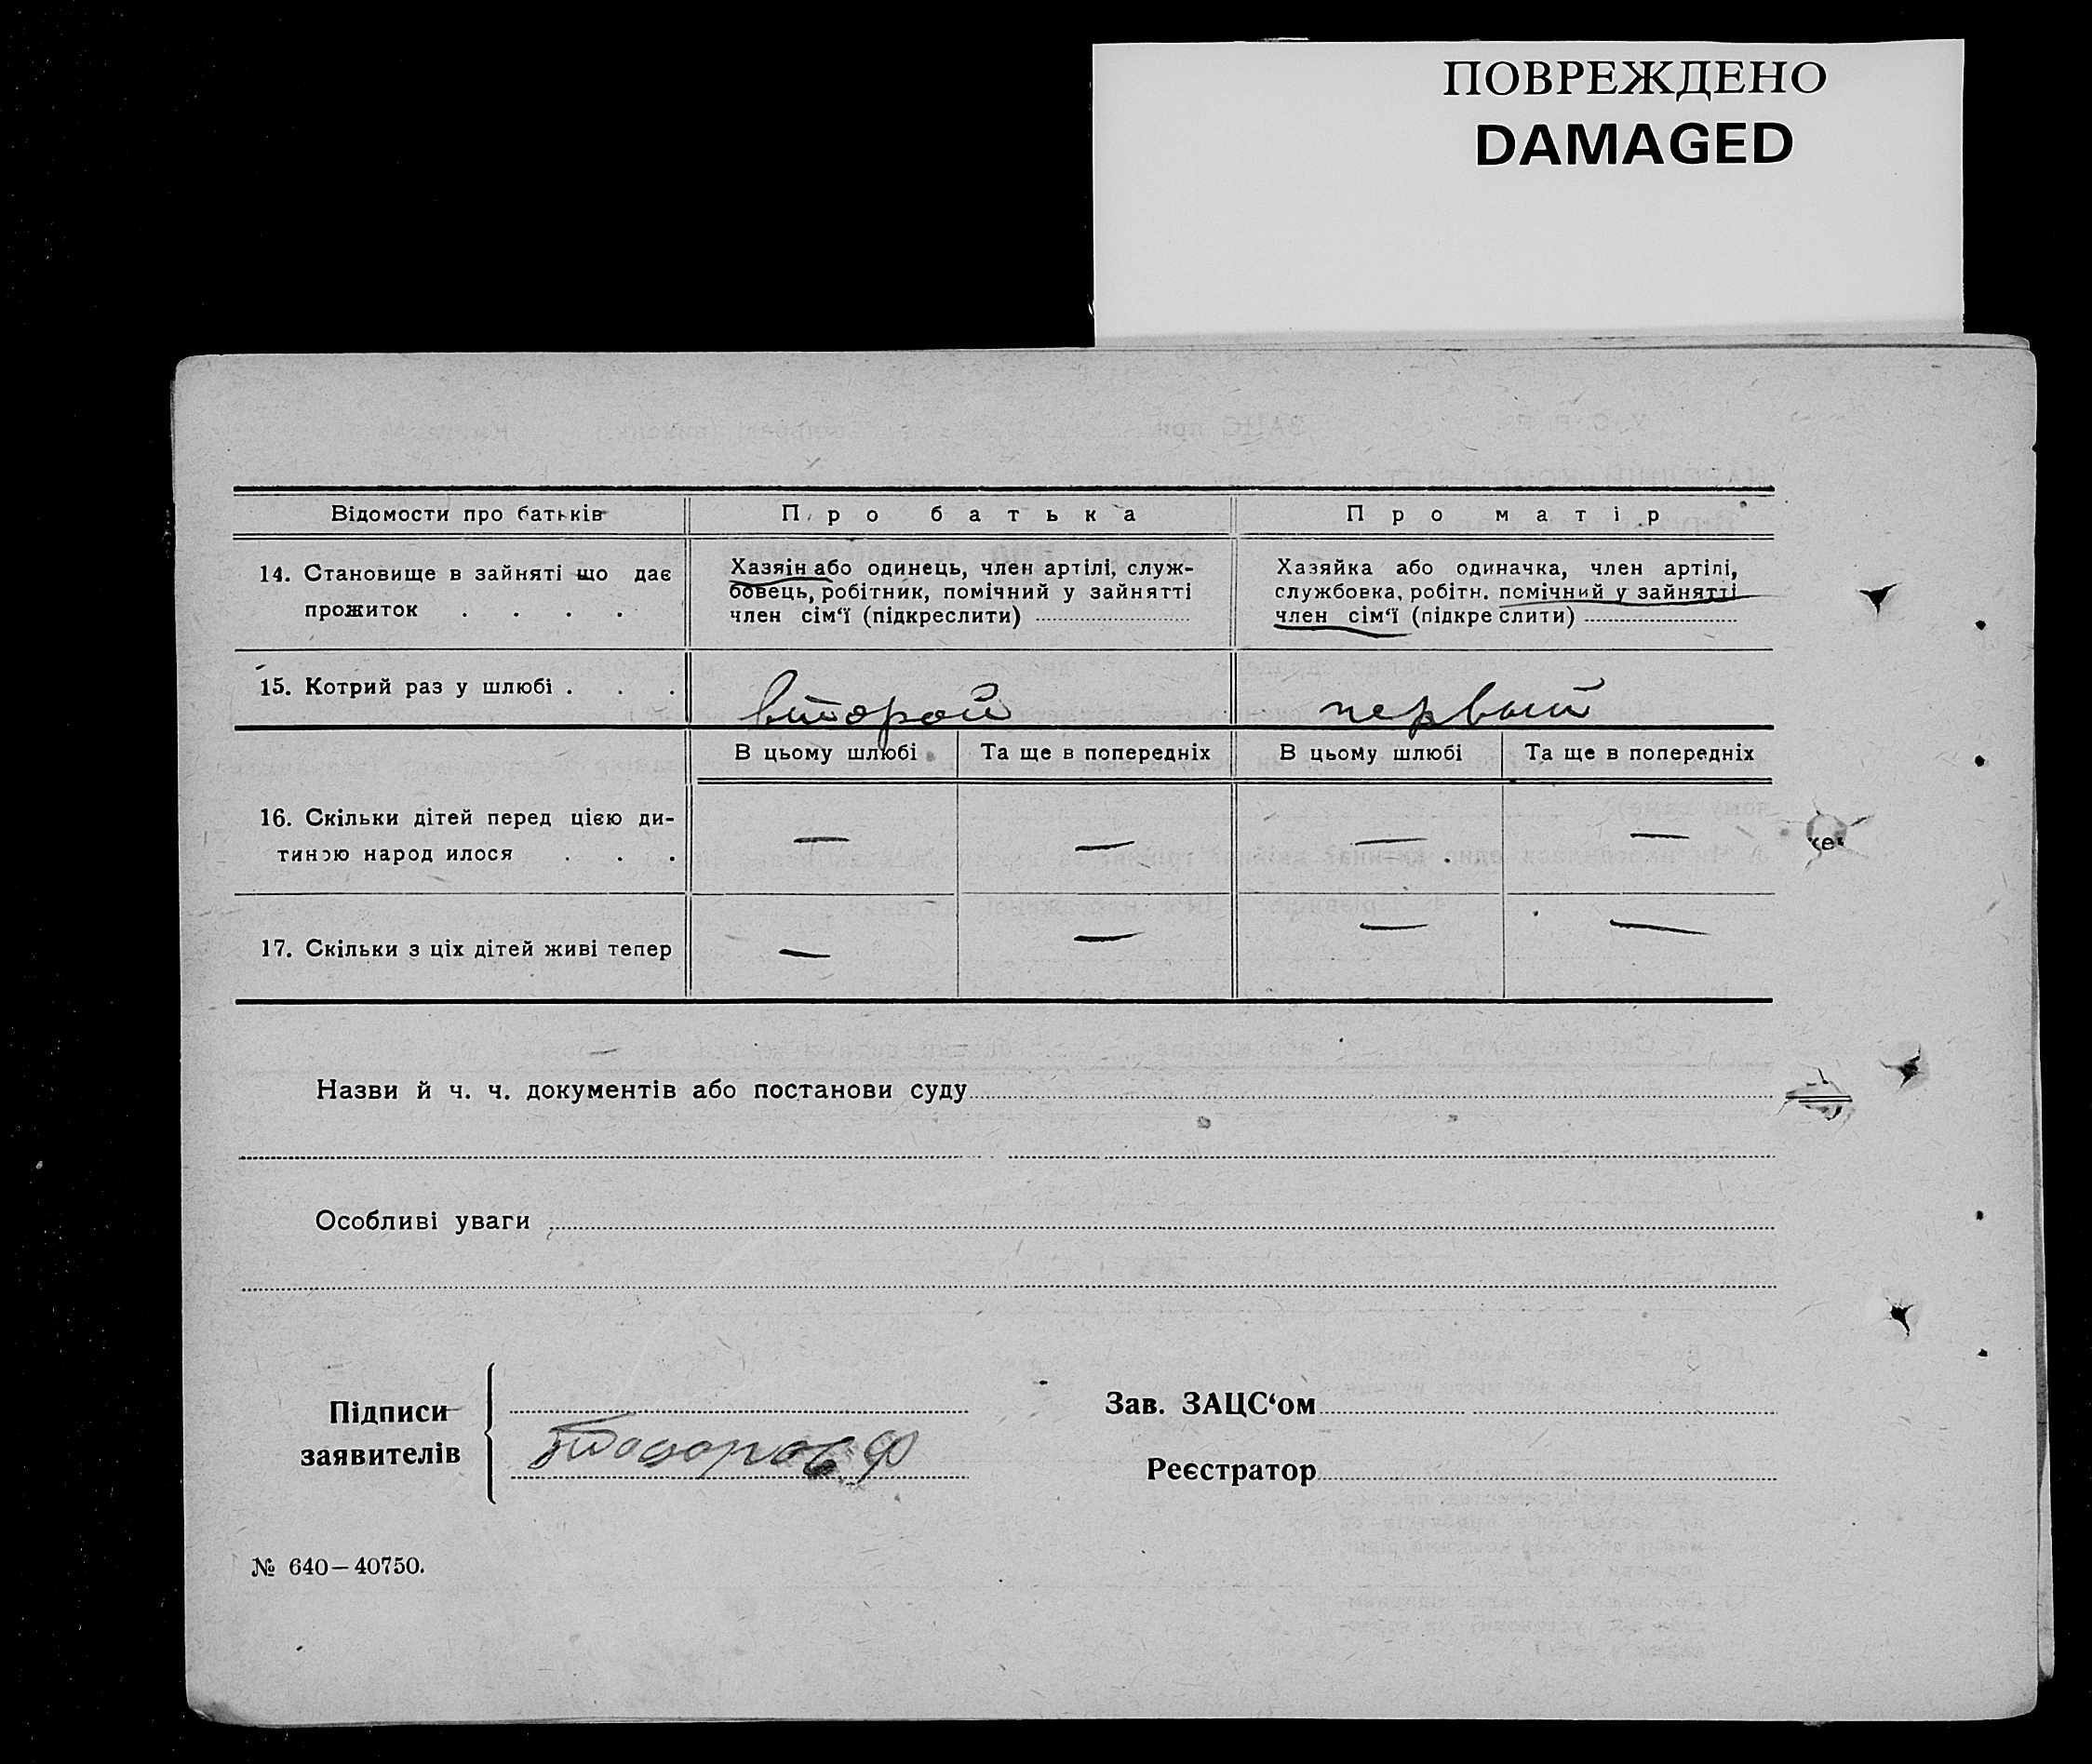 ПОВРЕЖДЕНО
DAMAGED
Відомости про батьків
Про батька
Про матір
14. Становище в зайняті що дає
прожиток . . . .
Хазяін або одинець, член артілі, служ-
бовець, робітник, помічний у зайнятті
член сім‘ї (підкреслити)
Хазяйка або одиначка, член артілі,
службовка, робітн. помічний у зайнятті
член сім‘ї (підкреслити)
15. Котрий раз у шлюбі . . .
второй
первый
В цьому шлюбі
Та ще в попередніх
В цьому шлюбі
Та ще в попередніх
16. Скільки дітей перед цією ди-
тиною народилося . . .
— — — —
17. Скільки з ціх дітей живі тепер
— — — —
Назви й ч. ч. документів або постанови суду
Особливі уваги
Підписи
заявителів
Зав. ЗАЦС‘ом
Реєстратор
№ 640—40750.